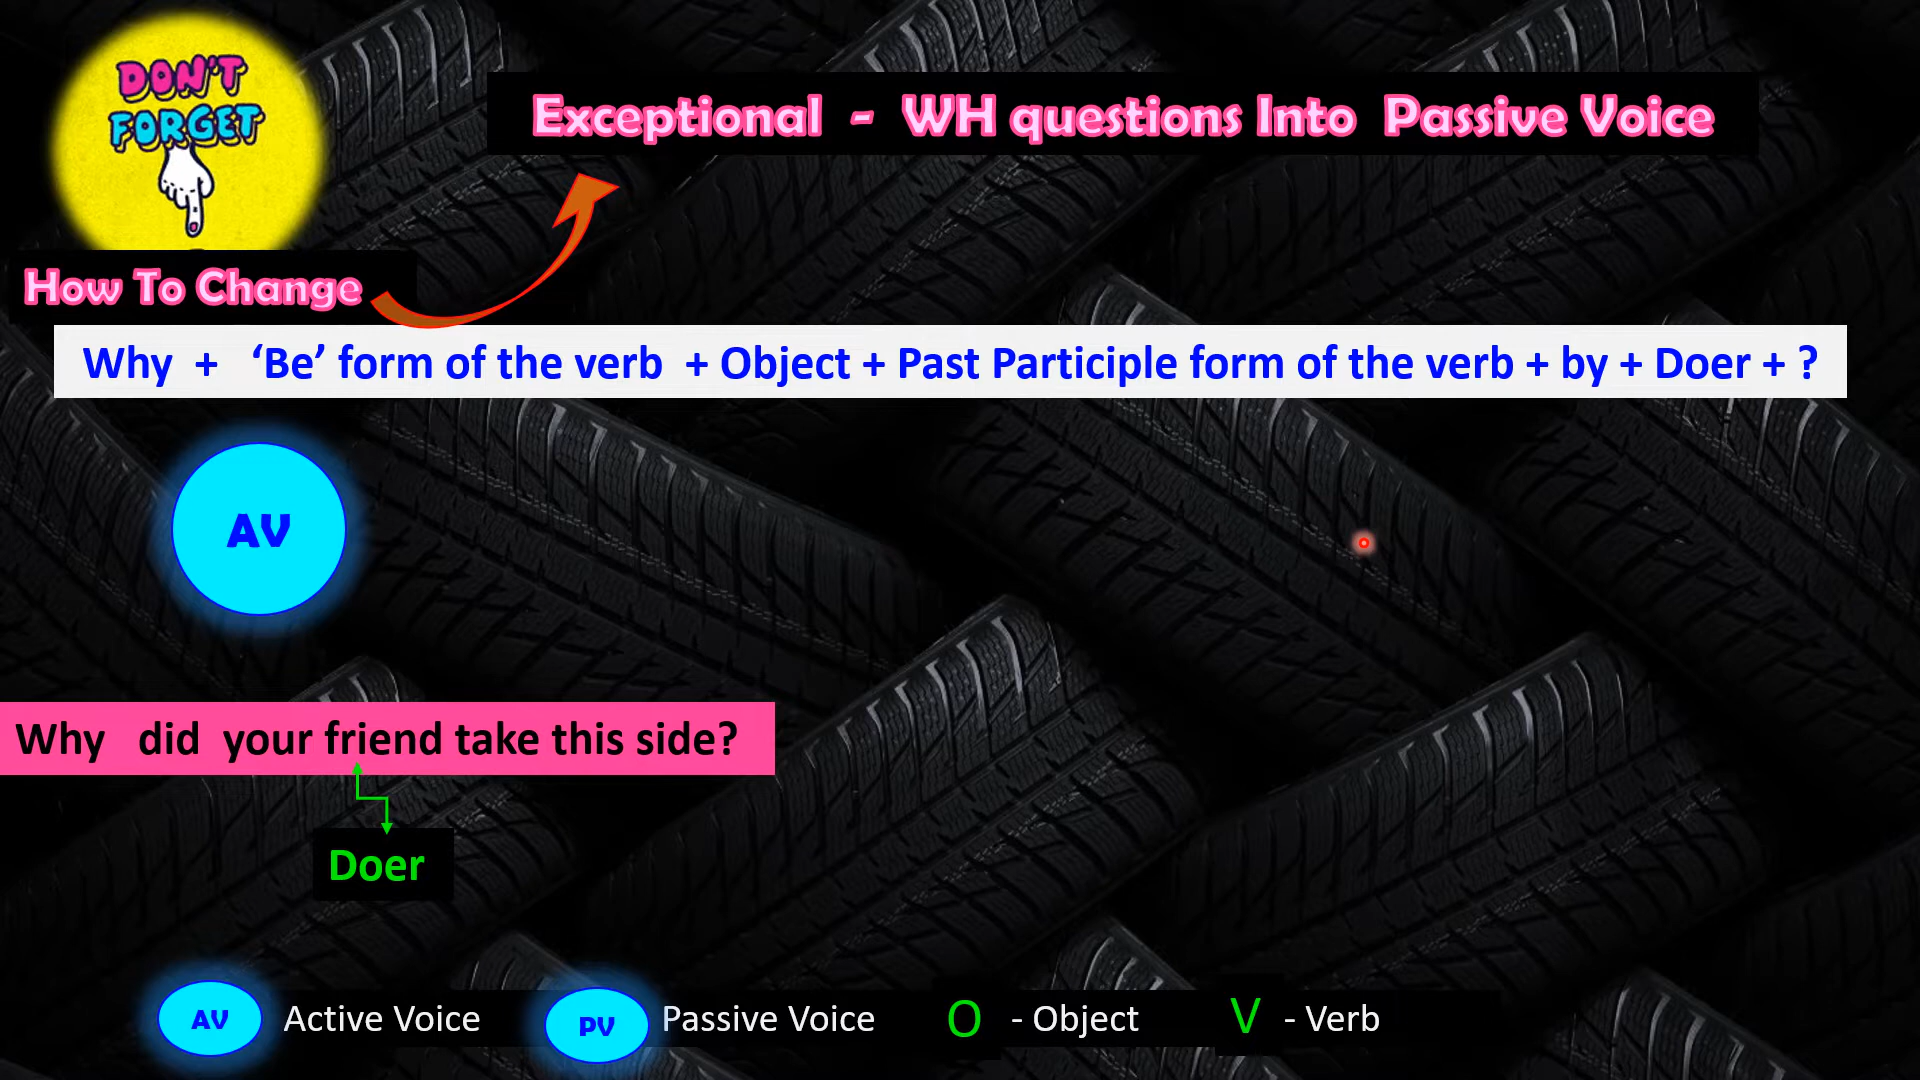 DON'T
FORGET
Exceptional - WH questions Into Passive Voice
How To Change
Why + ‘Be’ form of the verb + Object + Past Participle form of the verb + by + Doer + ?
AV
Why did your friend take this side?
Doer
AV Active Voice PV Passive Voice O - Object V - Verb